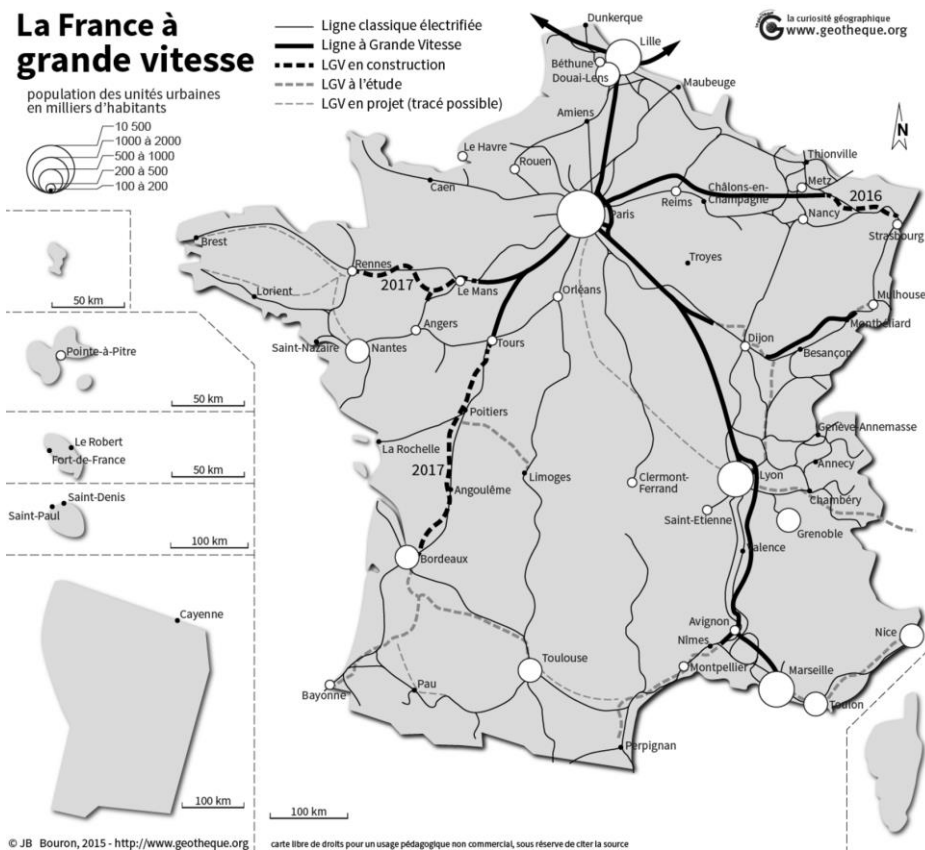 La France à
grande vitesse
population des unités urbaines
en milliers d'habitants
10 500
1000 à 2000
500 à 1000
200 à 500
100 à 200
Ligne classique électrifiée
Ligne à Grande Vitesse
LGV en construction
LGV à l'étude
LGV en projet (tracé possible)
la curiosité géographique
www.geotheque.org
N
Dunkerque
Lille
Béthune
Douai-Lens
Maubeuge
Amiens
Le Havre
Rouen
Thionville
Metz
Caen
Reims
Châlons-en-
Champagne
2016
Paris
Nancy
Strasbourg
Brest
Rennes
Troyes
Lorient
2017
Le Mans
Orléans
Mulhouse
Montbéliard
Angers
Saint-Nazaire
Nantes
Tours
Dijon
Besançon
Poitiers
La Rochelle
Genève-Annemasse
2017
Limoges
Clermont-
Ferrand
Lyon
Annecy
Angoulême
Chambéry
Saint-Etienne
Grenoble
Bordeaux
Valence
Avignon
Nîmes
Nice
Toulouse
Montpellier
Marseille
Bayonne
Pau
Toulon
Perpignan
50 km
Pointe-à-Pitre
50 km
Le Robert
Fort-de-France
50 km
Saint-Denis
Saint-Paul
100 km
Cayenne
100 km
100 km
© JB Bouron, 2015 - http://www.geotheque.org
carte libre de droits pour un usage pédagogique non commercial, sous réserve de citer la source